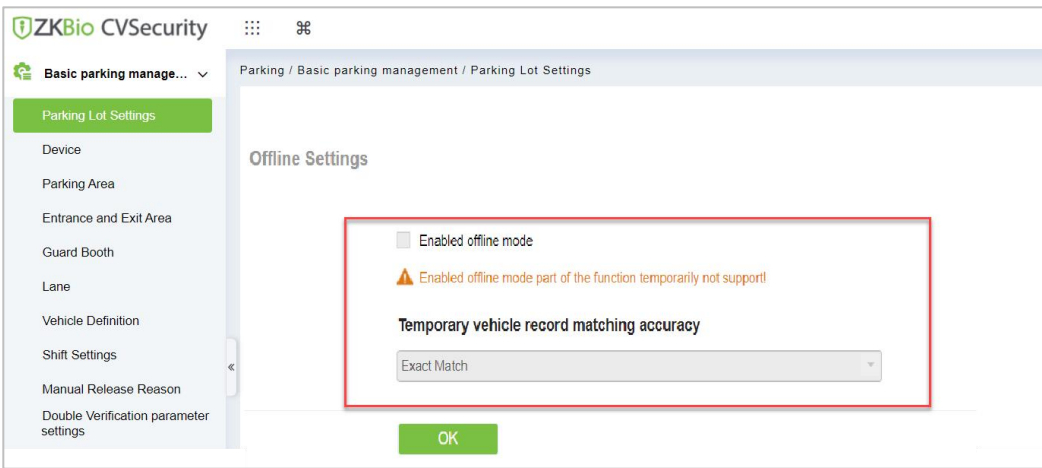 ZKBio CVSecurity
Basic parking manage...
Parking / Basic parking management / Parking Lot Settings
Parking Lot Settings
Device
Parking Area
Entrance and Exit Area
Guard Booth
Lane
Vehicle Definition
Shift Settings
Manual Release Reason
Double Verification parameter
settings
Offline Settings
Enabled offline mode
Enabled offline mode part of the function temporarily not support!
Temporary vehicle record matching accuracy
Exact Match
OK